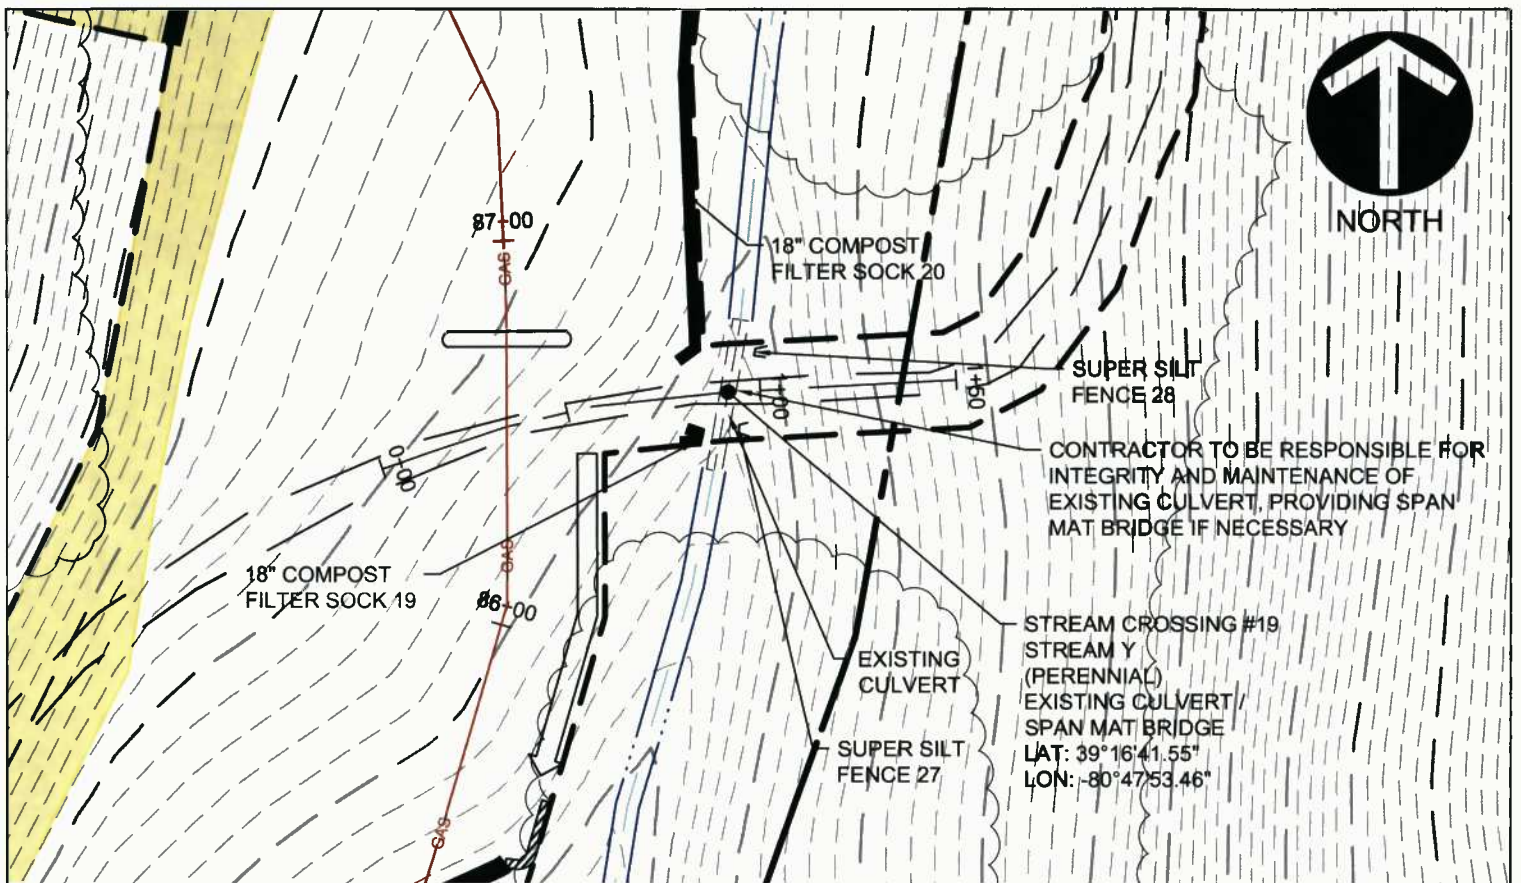 NORTH
87+00
GAS
18" COMPOST
FILTER SOCK 20
SUPER SILT
FENCE 28
1+00
1+50
0+00
CONTRACTOR TO BE RESPONSIBLE FOR
INTEGRITY AND MAINTENANCE OF
EXISTING CULVERT, PROVIDING SPAN
MAT BRIDGE IF NECESSARY
GAS
18" COMPOST
FILTER SOCK 19
86+00
STREAM CROSSING #19
STREAM Y
(PERENNIAL)
EXISTING CULVERT /
SPAN MAT BRIDGE
LAT: 39°16'41.55"
LON: -80°47'53.46"
EXISTING
CULVERT
SUPER SILT
FENCE 27
GAS